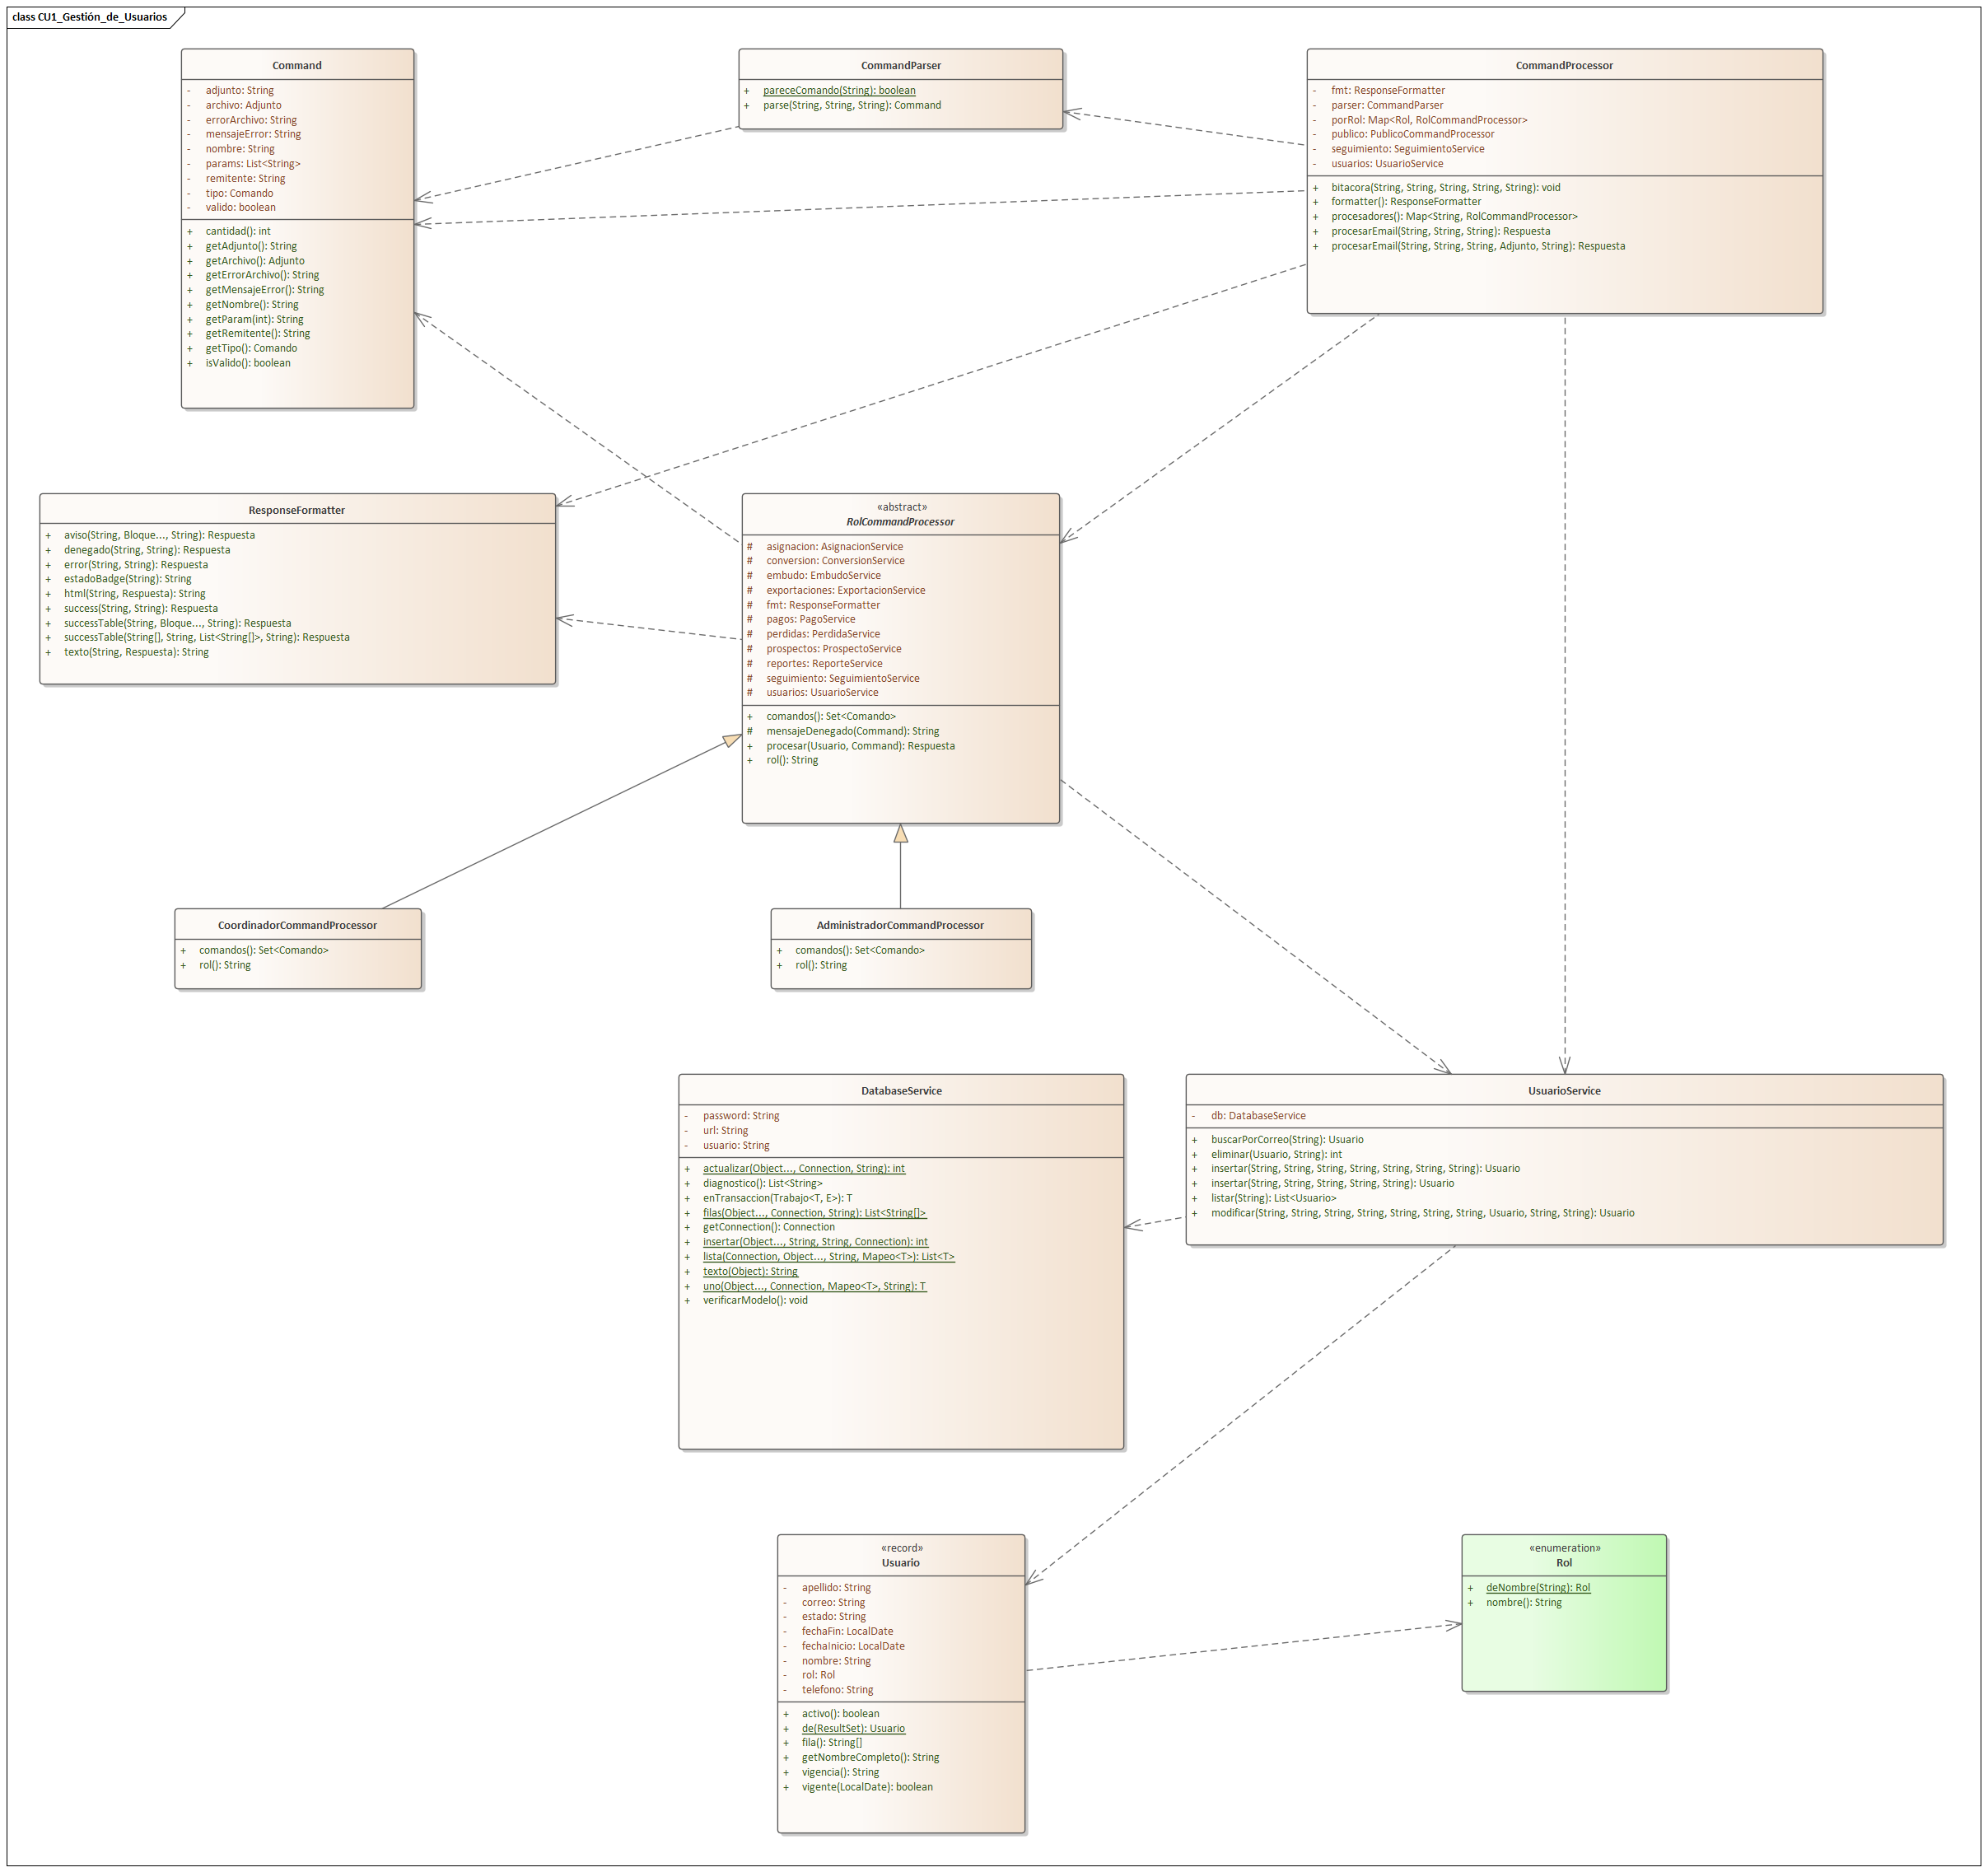 class CU1_Gestión_de_Usuarios
Command
- adjunto: String
- archivo: Adjunto
- errorArchivo: String
- mensajeError: String
- nombre: String
- params: List<String>
- remitente: String
- tipo: Comando
- valido: boolean
+ cantidad(): int
+ getAdjunto(): String
+ getArchivo(): Adjunto
+ getErrorArchivo(): String
+ getMensajeError(): String
+ getNombre(): String
+ getParam(int): String
+ getRemitente(): String
+ getTipo(): Comando
+ isValido(): boolean
CommandParser
+ pareceComando(String): boolean
+ parse(String, String, String): Command
CommandProcessor
- fmt: ResponseFormatter
- parser: CommandParser
- porRol: Map<Rol, RolCommandProcessor>
- publico: PublicoCommandProcessor
- seguimiento: SeguimientoService
- usuarios: UsuarioService
+ bitacora(String, String, String, String, String): void
+ formatter(): ResponseFormatter
+ procesadores(): Map<String, RolCommandProcessor>
+ procesarEmail(String, String, String): Respuesta
+ procesarEmail(String, String, String, Adjunto, String): Respuesta
ResponseFormatter
+ aviso(String, Bloque..., String): Respuesta
+ denegado(String, String): Respuesta
+ error(String, String): Respuesta
+ estadoBadge(String): String
+ html(String, Respuesta): String
+ success(String, String): Respuesta
+ successTable(String, Bloque..., String): Respuesta
+ successTable(String[], String, List<String[]>, String): Respuesta
+ texto(String, Respuesta): String
«abstract»
RolCommandProcessor
# asignacion: AsignacionService
# conversion: ConversionService
# embudo: EmbudoService
# exportaciones: ExportacionService
# fmt: ResponseFormatter
# pagos: PagoService
# perdidas: PerdidaService
# prospectos: ProspectoService
# reportes: ReporteService
# seguimiento: SeguimientoService
# usuarios: UsuarioService
+ comandos(): Set<Comando>
# mensajeDenegado(Command): String
+ procesar(Usuario, Command): Respuesta
+ rol(): String
CoordinadorCommandProcessor
+ comandos(): Set<Comando>
+ rol(): String
AdministradorCommandProcessor
+ comandos(): Set<Comando>
+ rol(): String
DatabaseService
- password: String
- url: String
- usuario: String
+ actualizar(Object..., Connection, String): int
+ diagnostico(): List<String>
+ enTransaccion(Trabajo<T, E>): T
+ filas(Object..., Connection, String): List<String[]>
+ getConnection(): Connection
+ insertar(Object..., String, String, Connection): int
+ lista(Connection, Object..., String, Mapeo<T>): List<T>
+ texto(Object): String
+ uno(Object..., Connection, Mapeo<T>, String): T
+ verificarModelo(): void
UsuarioService
- db: DatabaseService
+ buscarPorCorreo(String): Usuario
+ eliminar(Usuario, String): int
+ insertar(String, String, String, String, String, String, String): Usuario
+ insertar(String, String, String, String, String): Usuario
+ listar(String): List<Usuario>
+ modificar(String, String, String, String, String, String, String, Usuario, String, String): Usuario
«record»
Usuario
- apellido: String
- correo: String
- estado: String
- fechaFin: LocalDate
- fechaInicio: LocalDate
- nombre: String
- rol: Rol
- telefono: String
+ activo(): boolean
+ de(ResultSet): Usuario
+ fila(): String[]
+ getNombreCompleto(): String
+ vigencia(): String
+ vigente(LocalDate): boolean
«enumeration»
Rol
+ deNombre(String): Rol
+ nombre(): String